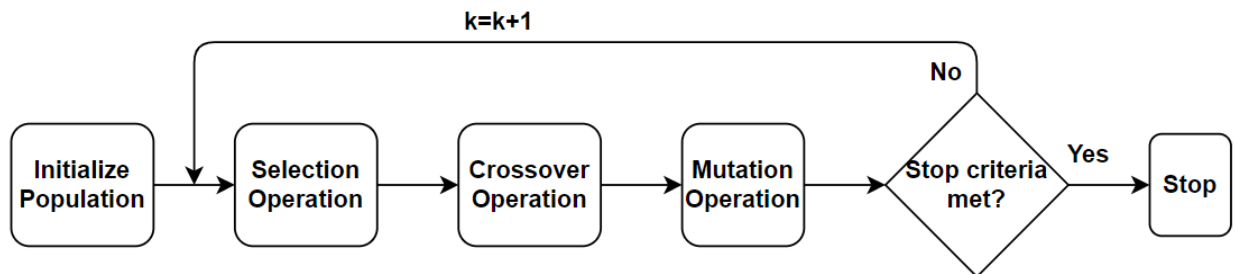 k=k+1
No
Initialize
Population
Selection
Operation
Crossover
Operation
Mutation
Operation
Stop criteria
met?
Yes
Stop